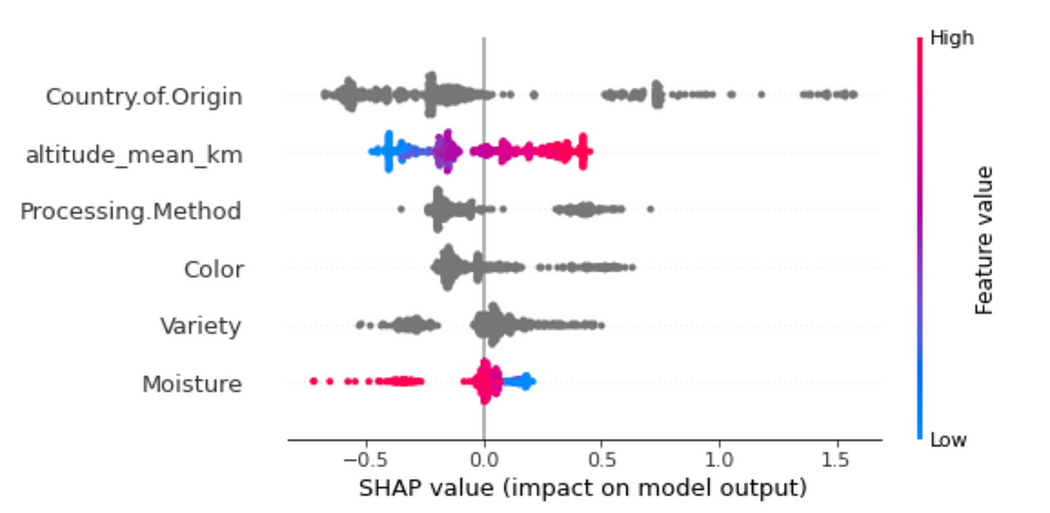 High
Country.of.Origin
altitude_mean_km
Processing.Method
Color
Variety
Moisture
Feature value
Low
−0.5 0.0 0.5 1.0 1.5
SHAP value (impact on model output)